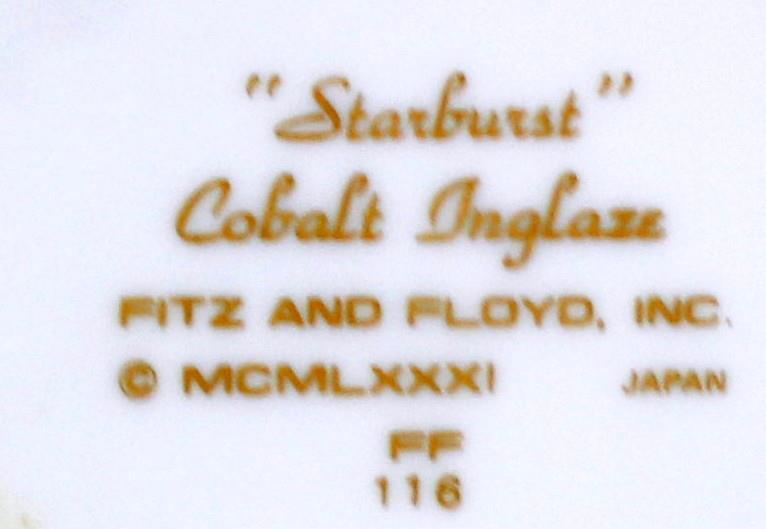 "Starburst"
Cobalt Inglaze
FITZ AND FLOYD, INC.
© MCMLXXXI JAPAN
FF
116